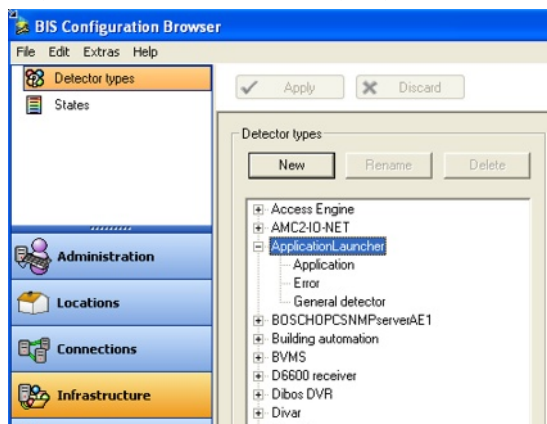 BIS Configuration Browse
File Edit Extras Help
Detector types
States
Apply Discard
Detector types
New Rename Delete
Access Engine
AMC2-IO-NET
ApplicationLauncher
Application
Error
General detector
BOSCHOPCSNMPserverAE1
Building automation
BVMS
D6600 receiver
Dibos DVR
Divar
Administration
Locations
Connections
Infrastructure